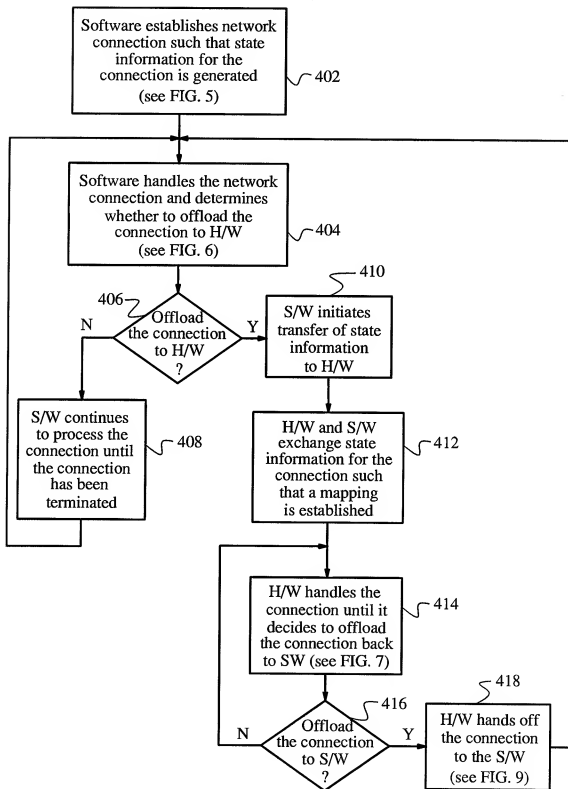 Software establishes network
connection such that state
information for the
connection is generated
(see FIG. 5)
402
Software handles the network
connection and determines
whether to offload the
connection to H/W
(see FIG. 6)
404
406
Offload
the connection
to H/W
?
N
Y
410
S/W initiates
transfer of state
information
to H/W
S/W continues
to process the
connection until
the connection
has been
terminated
408
H/W and S/W
exchange state
information for the
connection such
that a mapping
is established
412
H/W handles the
connection until it
decides to offload
the connection back
to SW (see FIG. 7)
414
416
Offload
the connection
to S/W
?
N
Y
418
H/W hands off
the connection
to the S/W
(see FIG. 9)